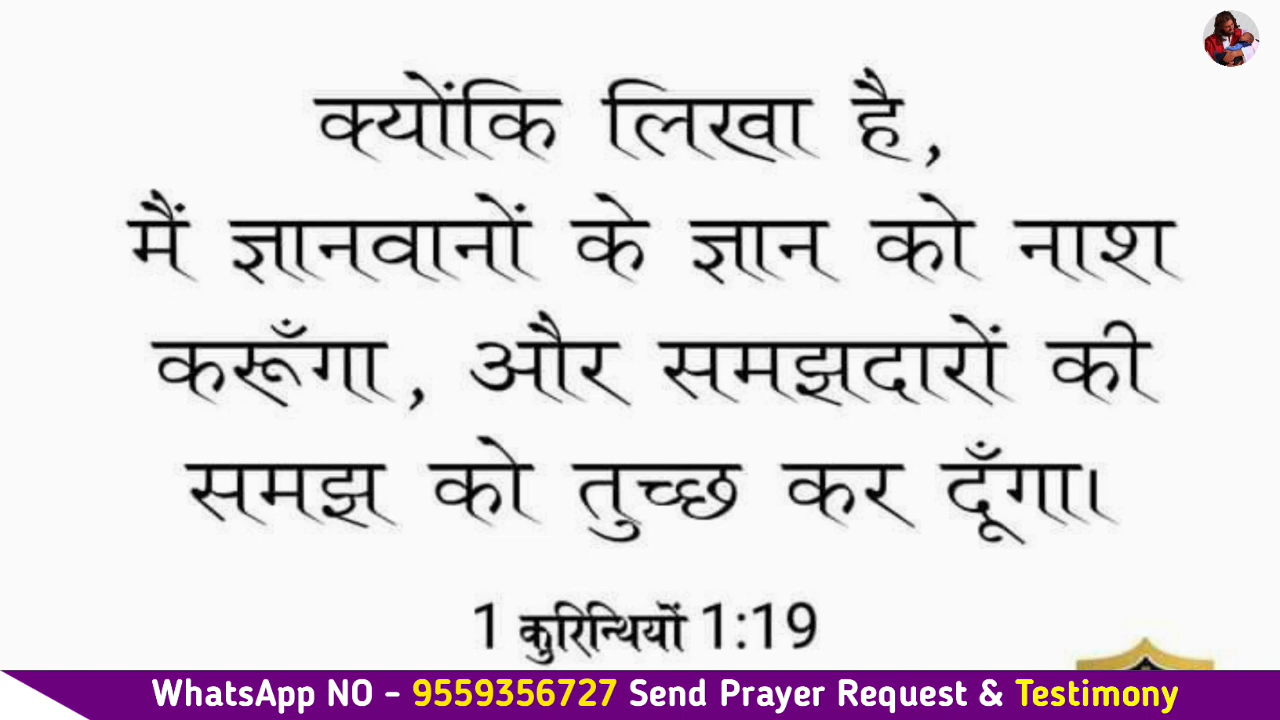 क्योंकि लिखा है,
मैं ज्ञानवानों के ज्ञान को नाश
करूँगा, और समझदारों की
समझ को तुच्छ कर दूँगा।
1 कुरिन्थियों 1:19
WhatsApp NO - 9559356727 Send Prayer Request & Testimony